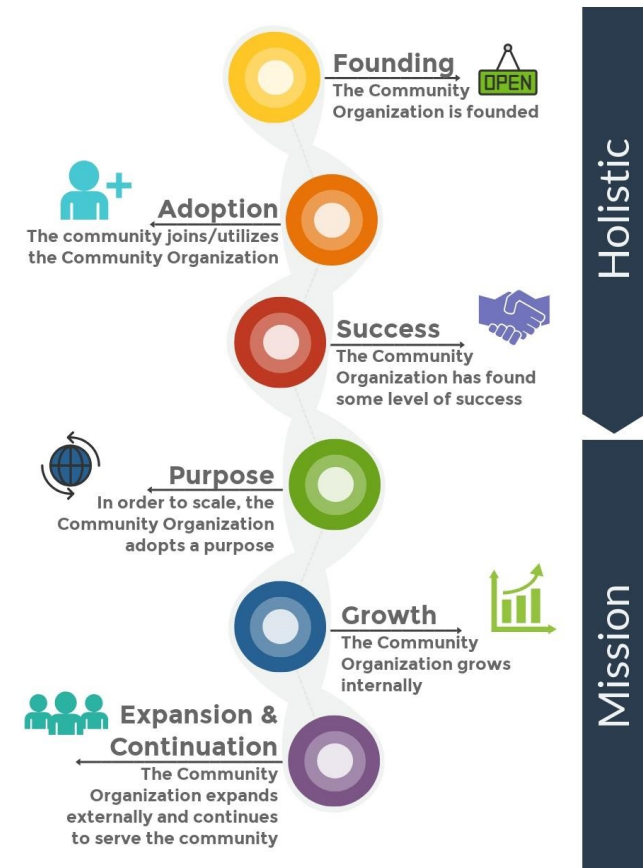 Founding
OPEN
The Community
Organization is founded
Adoption
The community joins/utilizes
the Community Organization
Success
The Community
Organization has found
some level of success
Holistic
Purpose
In order to scale, the
Community Organization
adopts a purpose
Growth
The Community
Organization grows
internally
Expansion &
Continuation
The Community
Organization expands
externally and continues
to serve the community
Mission